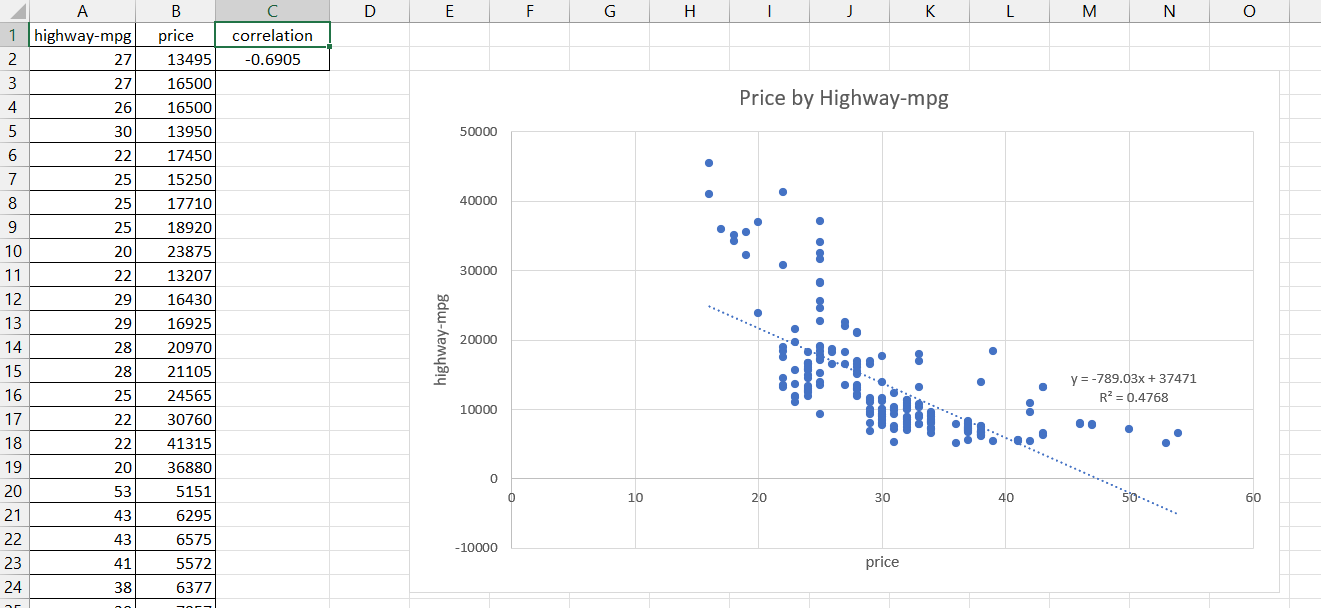 A B C D E F G H I J K L M N O
1 highway-mpg price correlation
2 27 13495 -0.6905
3 27 16500
4 26 16500
5 30 13950
6 22 17450
7 25 15250
8 25 17710
9 25 18920
10 20 23875
11 22 13207
12 29 16430
13 29 16925
14 28 20970
15 28 21105
16 25 24565
17 22 30760
18 22 41315
19 20 36880
20 53 5151
21 43 6295
22 43 6575
23 41 5572
24 38 6377
Price by Highway-mpg
50000
40000
30000
20000
10000
0
-10000
highway-mpg
y = -789.03x + 37471
R² = 0.4768
0 10 20 30 40 50 60
price